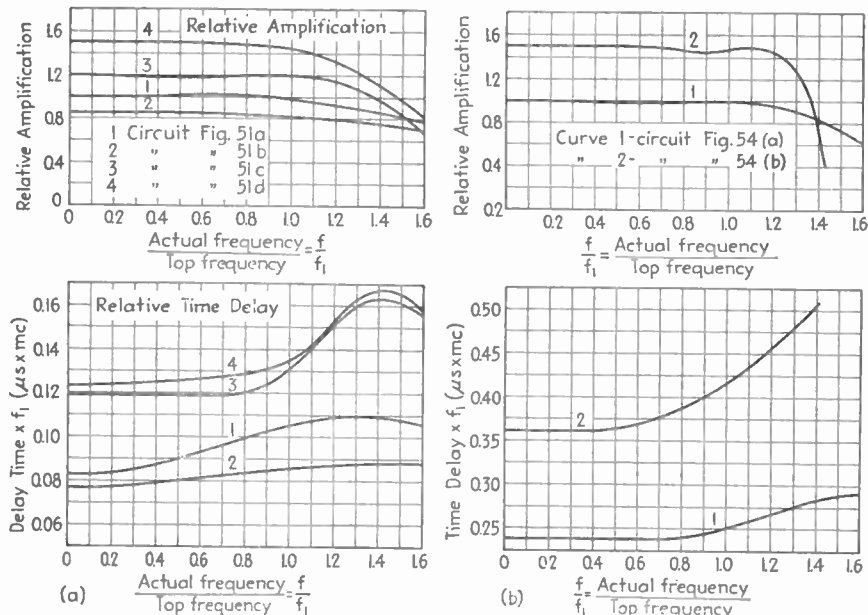 Relative Amplification
Relative Amplification
1.6
1.2
0.8
0.4
0
4
3
1
2
1 Circuit Fig. 51a
2 " " 51b
3 " " 51c
4 " " 51d
0 0.2 0.4 0.6 0.8 1.0 1.2 1.4 1.6
Actual frequency
Top frequency
= f
f₁
Relative Amplification
1.6
1.2
0.8
0.4
0.2
2
1
Curve 1-circuit Fig. 54 (a)
" 2- " " 54 (b)
0 0.2 0.4 0.6 0.8 1.0 1.2 1.4 1.6
f
f₁
= Actual frequency
Top frequency
Delay Time x f₁ (μs x mc)
Relative Time Delay
0.16
0.14
0.12
0.10
0.08
0.06
4
3
1
2
0 0.2 0.4 0.6 0.8 1.0 1.2 1.4 1.6
(a)
Actual frequency
Top frequency
= f
f₁
Time Delay x f₁ (μs x mc)
0.50
0.45
0.40
0.35
0.30
0.25
2
1
0 0.2 0.4 0.6 0.8 1.0 1.2 1.4 1.6
(b)
f
f₁
= Actual frequency
Top frequency